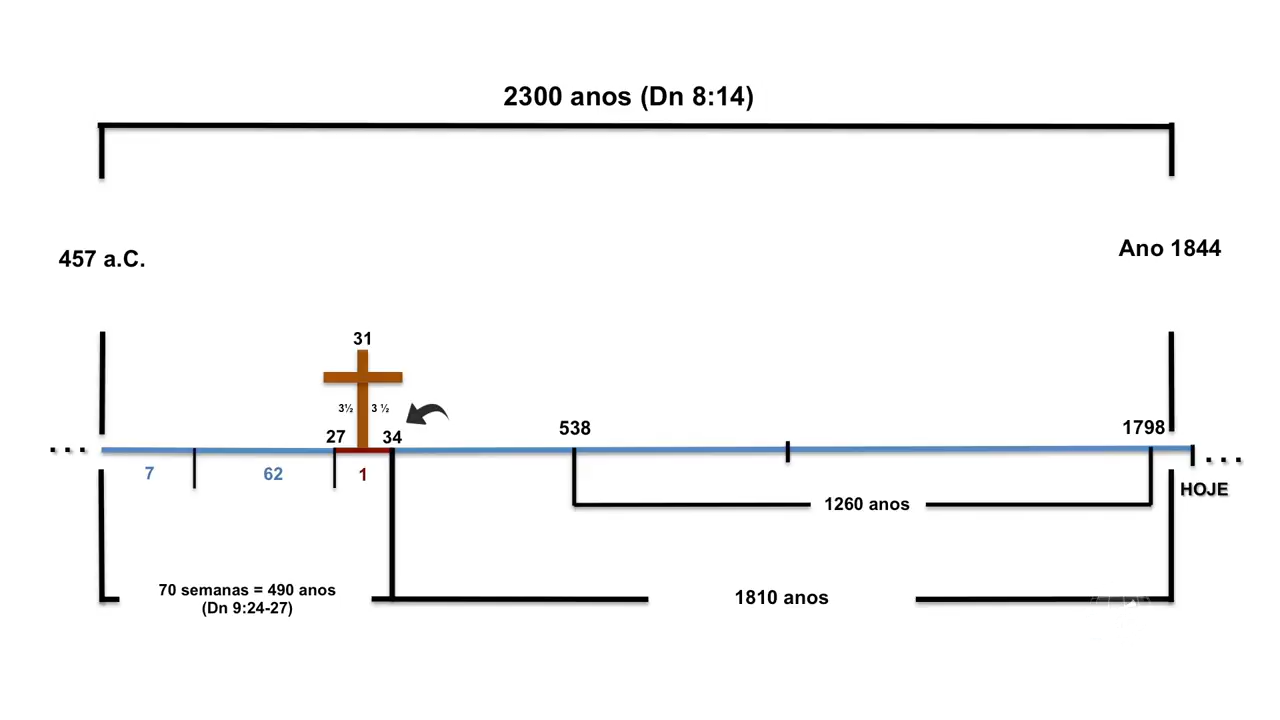 2300 anos (Dn 8:14)
457 a.C.
Ano 1844
31
3½ 3 ½
27 34
538
1798
. . .
7 62 1
. . .
HOJE
1260 anos
70 semanas = 490 anos
(Dn 9:24-27)
1810 anos